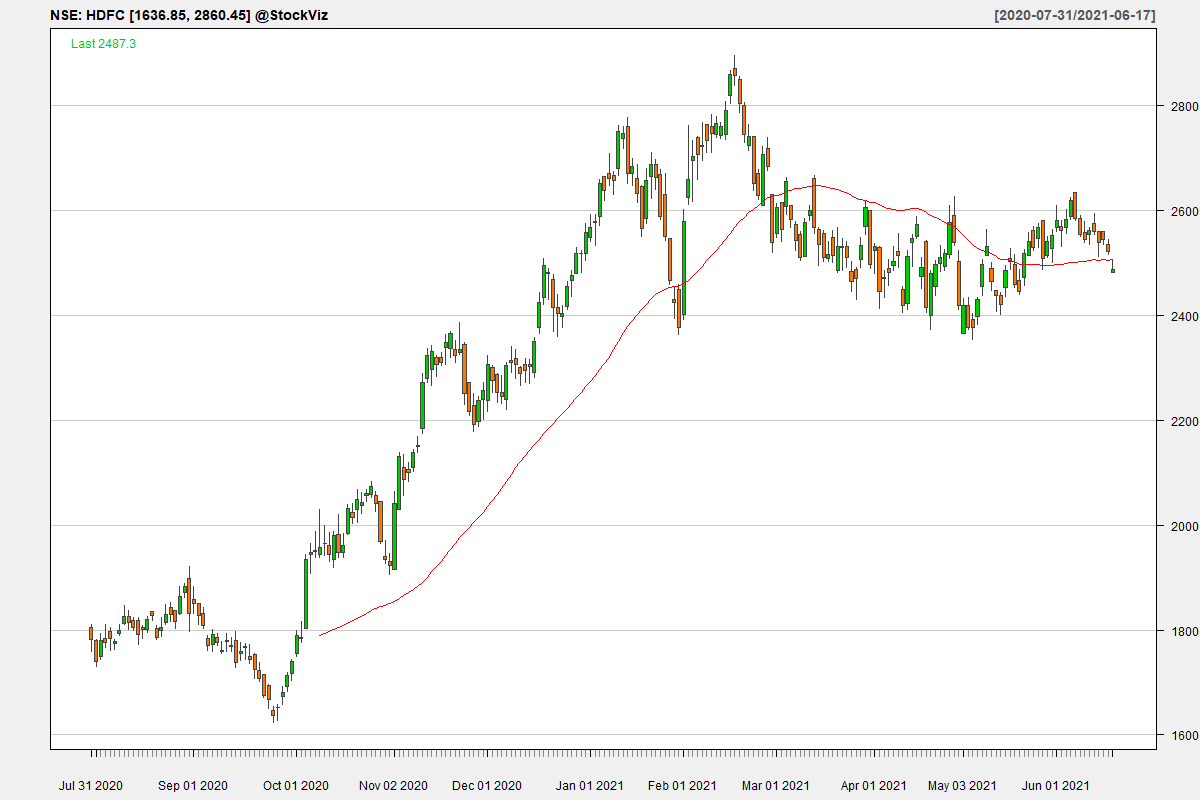 NSE: HDFC [1636.85, 2860.45] @StockViz [2020-07-31/2021-06-17]
Last 2487.3
2800
2600
2400
2200
2000
1800
1600
Jul 31 2020 Sep 01 2020 Oct 01 2020 Nov 02 2020 Dec 01 2020 Jan 01 2021 Feb 01 2021 Mar 01 2021 Apr 01 2021 May 03 2021 Jun 01 2021